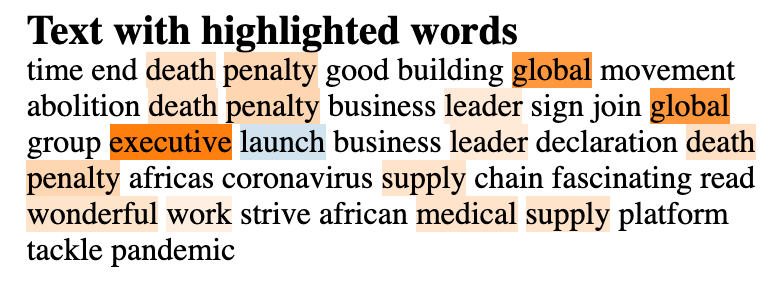 Text with highlighted words
time end death penalty good building global movement
abolition death penalty business leader sign join global
group executive launch business leader declaration death
penalty africas coronavirus supply chain fascinating read
wonderful work strive african medical supply platform
tackle pandemic